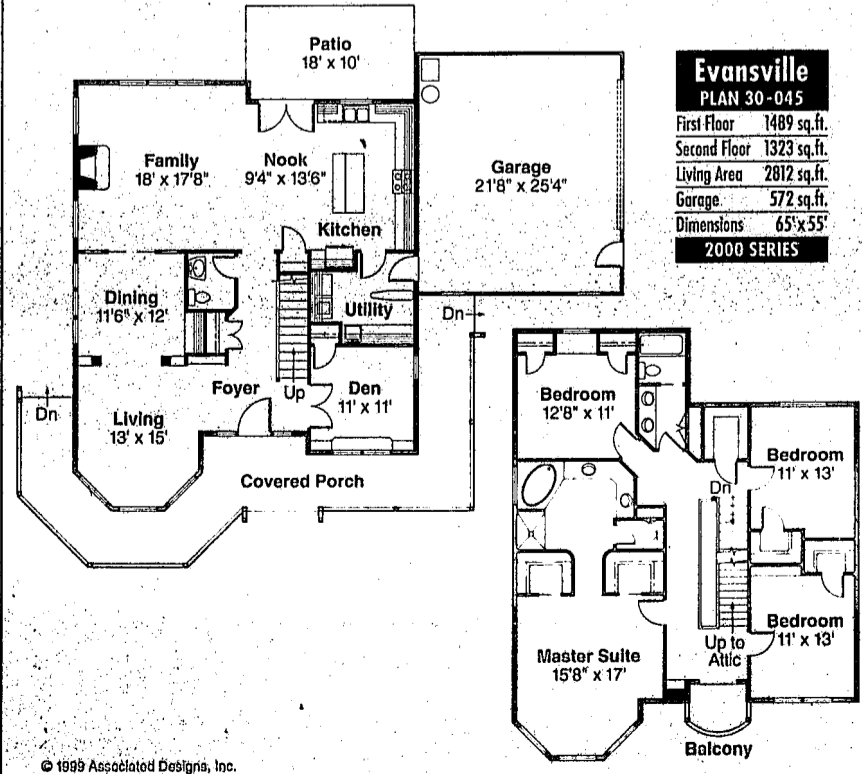 Patio
18' x 10'
Evansville
PLAN 30-045
First Floor 1489 sq.ft.
Second Floor 1323 sq.ft.
Living Area 2812 sq.ft.
Garage 572 sq.ft.
Dimensions 65'x55'
2000 SERIES
Family
18' x 17'8"
Nook
9'4" x 13'6"
Garage
21'8" x 25'4"
Kitchen
Dining
11'6" x 12'
Utility
Dn
Foyer
Up
Den
11' x 11'
Dn
Living
13' x 15'
Covered Porch
Bedroom
12'8" x 11'
Bedroom
11' x 13'
Dn
Bedroom
11' x 13'
Up to
Attic
Master Suite
15'8" x 17'
Balcony
© 1999 Associated Designs, Inc.